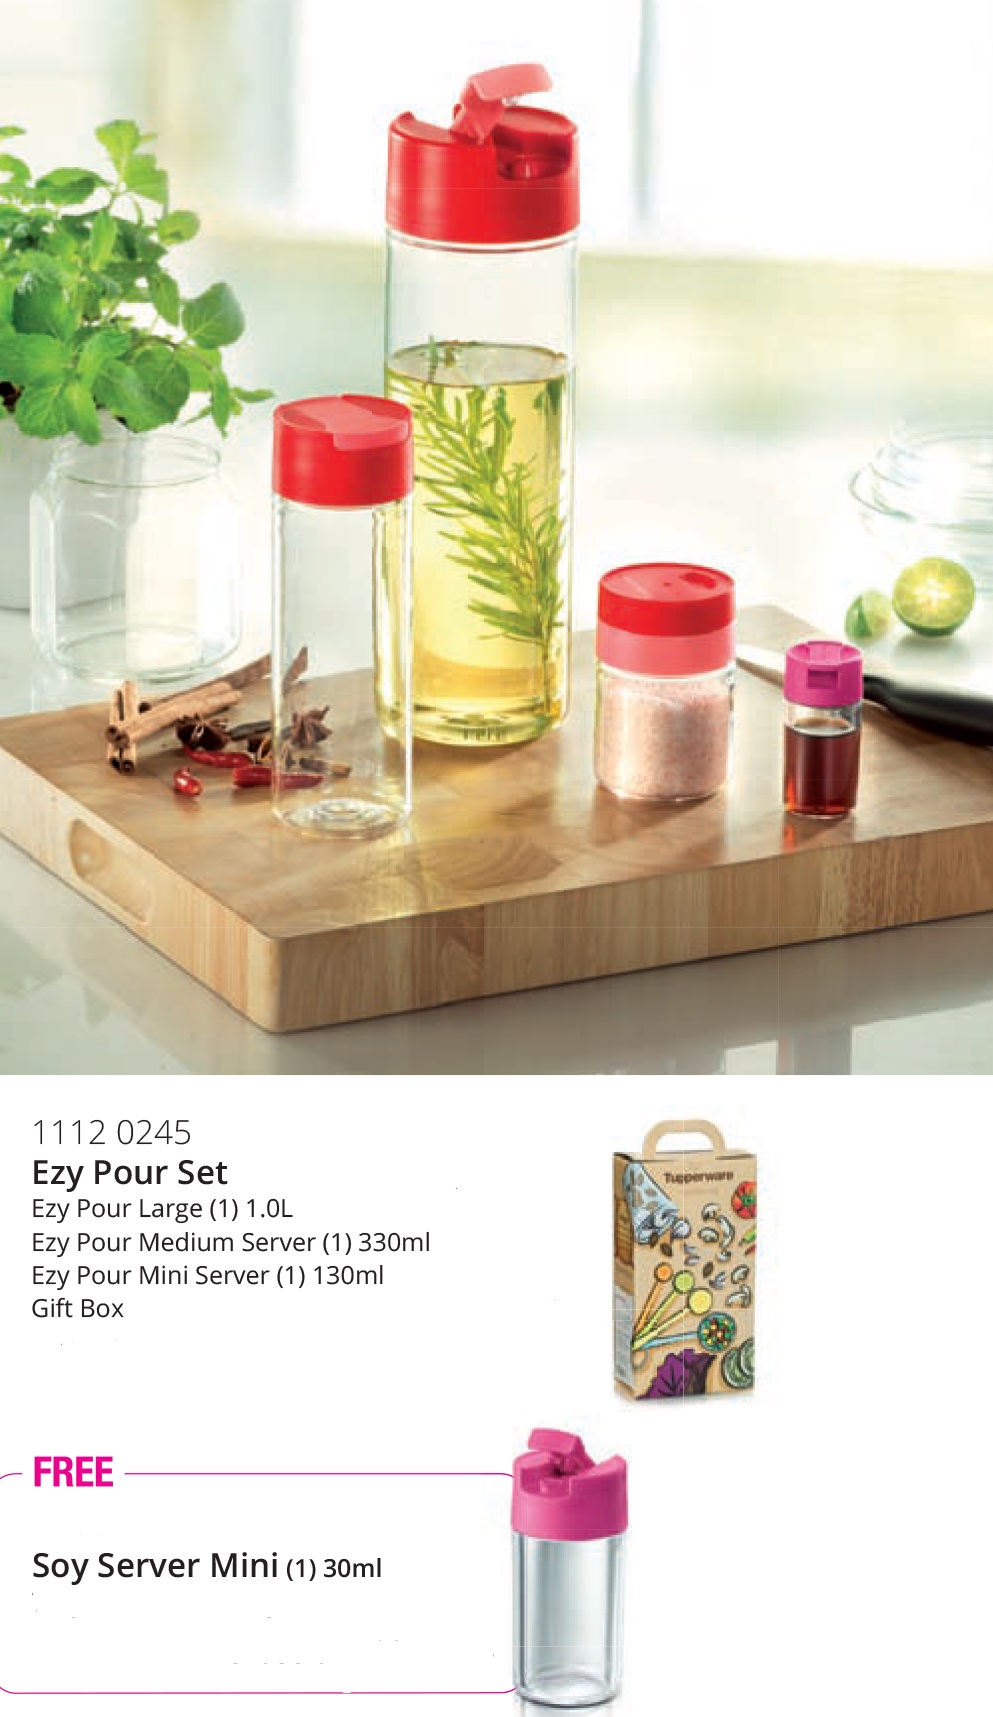 1112 0245
Ezy Pour Set
Ezy Pour Large (1) 1.0L
Ezy Pour Medium Server (1) 330ml
Ezy Pour Mini Server (1) 130ml
Gift Box
Tupperware
FREE
Soy Server Mini (1) 30ml